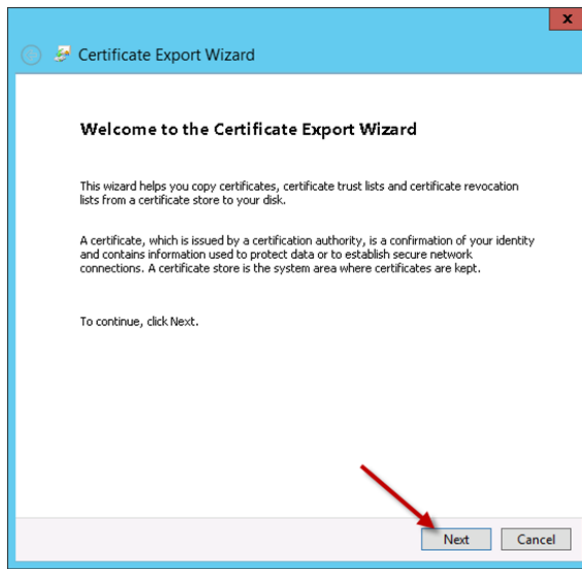 x
Certificate Export Wizard
Welcome to the Certificate Export Wizard
This wizard helps you copy certificates, certificate trust lists and certificate revocation
lists from a certificate store to your disk.
A certificate, which is issued by a certification authority, is a confirmation of your identity
and contains information used to protect data or to establish secure network
connections. A certificate store is the system area where certificates are kept.
To continue, click Next.
Next Cancel